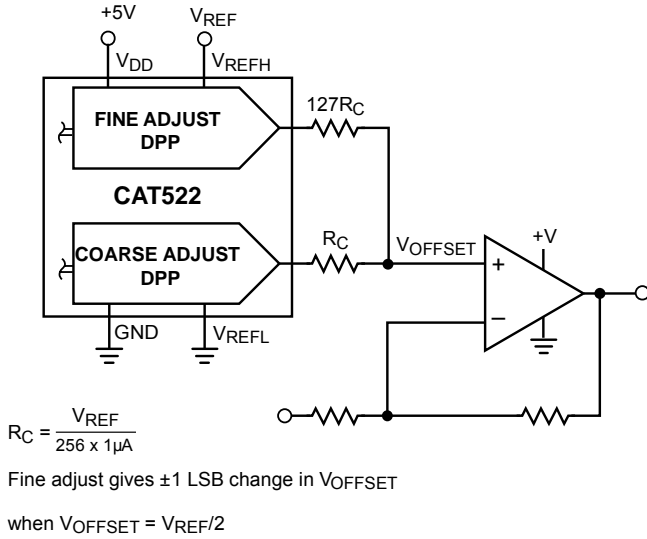 +5V
VREF
VDD
VREFH
FINE ADJUST
DPP
127RC
CAT522
COARSE ADJUST
DPP
RC
VOFFSET
+V
+
−
GND
VREFL
RC = VREF / 256 x 1µA
Fine adjust gives ±1 LSB change in VOFFSET
when VOFFSET = VREF/2